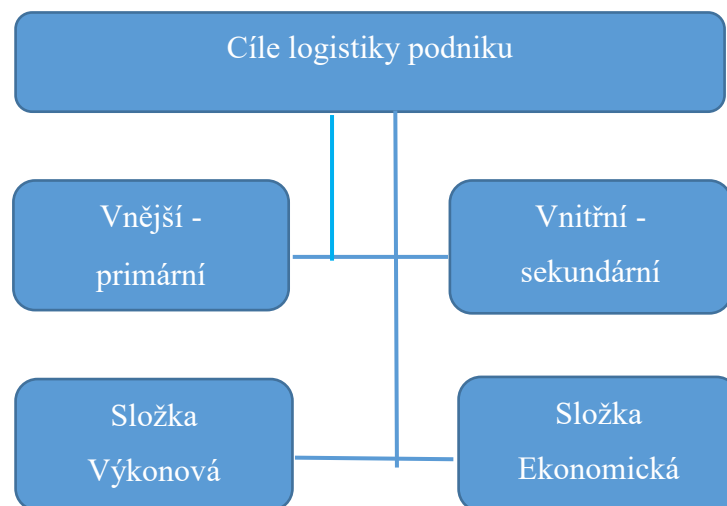 Cíle logistiky podniku
Vnější -
primární
Vnitřní -
sekundární
Složka
Výkonová
Složka
Ekonomická